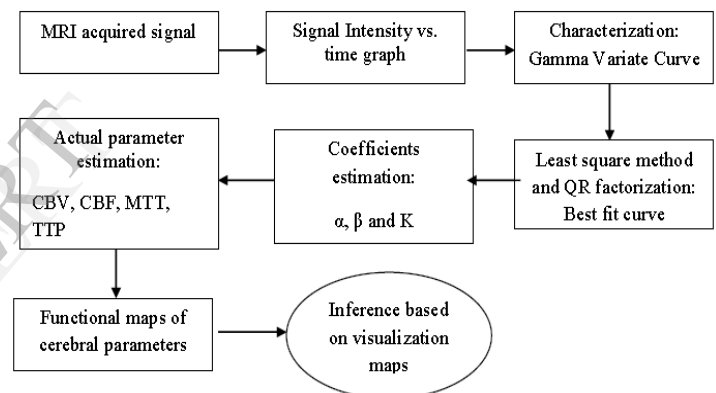 MRI acquired signal
Signal Intensity vs.
time graph
Characterization:
Gamma Variate Curve
Least square method
and QR factorization:
Best fit curve
Coefficients
estimation:
α, β and K
Actual parameter
estimation:
CBV, CBF, MTT,
TTP
Functional maps of
cerebral parameters
Inference based
on visualization
maps